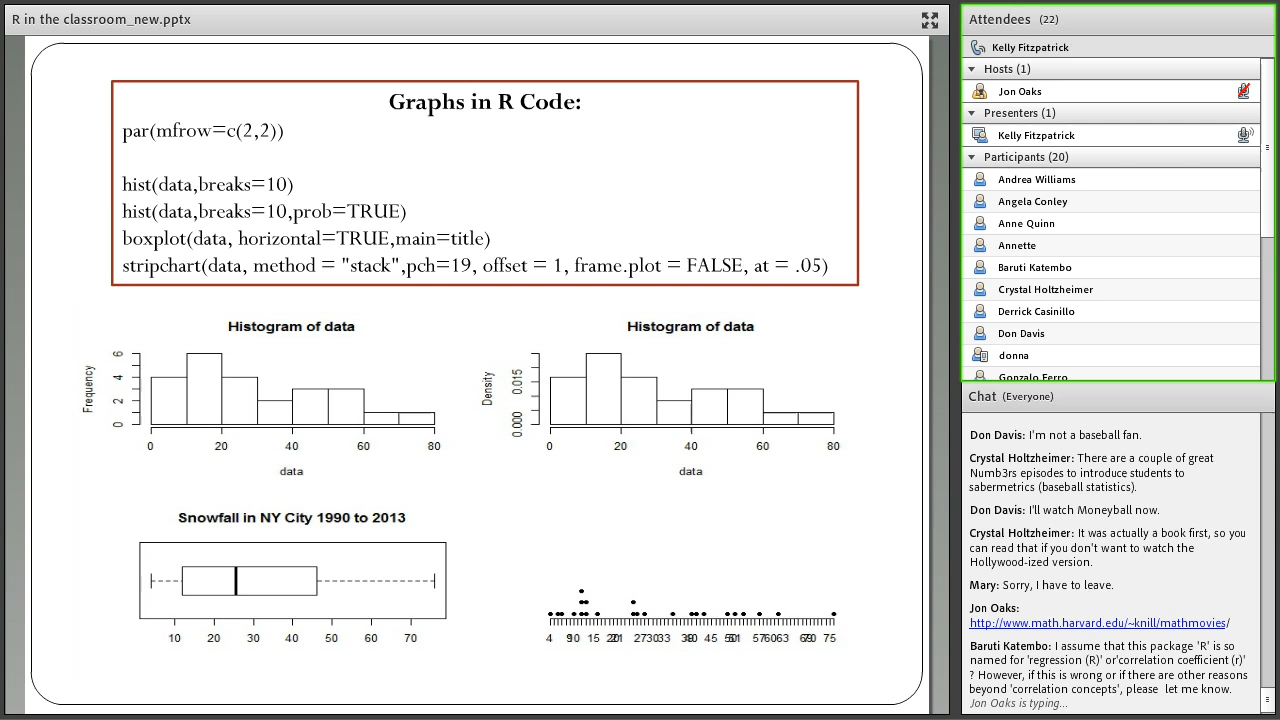 R in the classroom_new.pptx
Graphs in R Code:
par(mfrow=c(2,2))
hist(data,breaks=10)
hist(data,breaks=10,prob=TRUE)
boxplot(data, horizontal=TRUE,main=title)
stripchart(data, method = "stack",pch=19, offset = 1, frame.plot = FALSE, at = .05)
Histogram of data
Frequency
0 2 4 6
0 20 40 60 80
data
Histogram of data
Density
0.000 0.015
0 20 40 60 80
data
Snowfall in NY City 1990 to 2013
10 20 30 40 50 60 70
4 15 45 75
Attendees (22)
Kelly Fitzpatrick
Hosts (1)
Jon Oaks
Presenters (1)
Kelly Fitzpatrick
Participants (20)
Andrea Williams
Angela Conley
Anne Quinn
Annette
Baruti Katembo
Crystal Holtzheimer
Derrick Casinillo
Don Davis
donna
Gonzalo Ferro
Chat (Everyone)
Don Davis: I'm not a baseball fan.
Crystal Holtzheimer: There are a couple of great
Numb3rs episodes to introduce students to
sabermetrics (baseball statistics).
Don Davis: I'll watch Moneyball now.
Crystal Holtzheimer: It was actually a book first, so you
can read that if you don't want to watch the
Hollywood-ized version.
Mary: Sorry, I have to leave.
Jon Oaks:
http://www.math.harvard.edu/~knill/mathmovies/
Baruti Katembo: I assume that this package 'R' is so
named for 'regression (R)' or'correlation coefficient (r)'
? However, if this is wrong or if there are other reasons
beyond 'correlation concepts', please let me know.
Jon Oaks is typing...